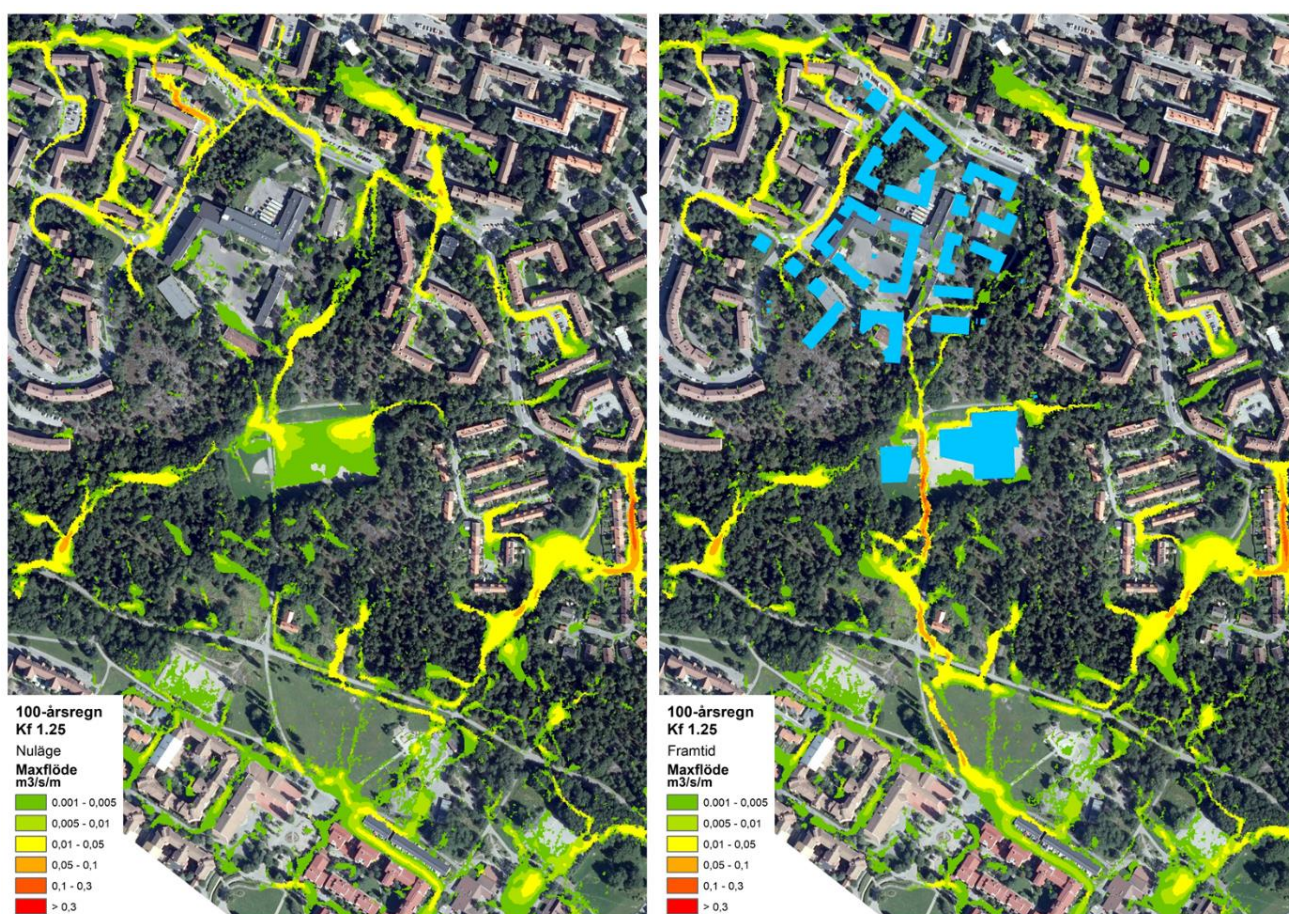 100-årsregn
Kf 1.25
Nuläge
Maxflöde
m3/s/m
0.001 - 0,005
0,005 - 0,01
0,01 - 0,05
0,05 - 0,1
0,1 - 0,3
> 0,3
100-årsregn
Kf 1.25
Framtid
Maxflöde
m3/s/m
0.001 - 0,005
0,005 - 0,01
0,01 - 0,05
0,05 - 0,1
0,1 - 0,3
> 0,3